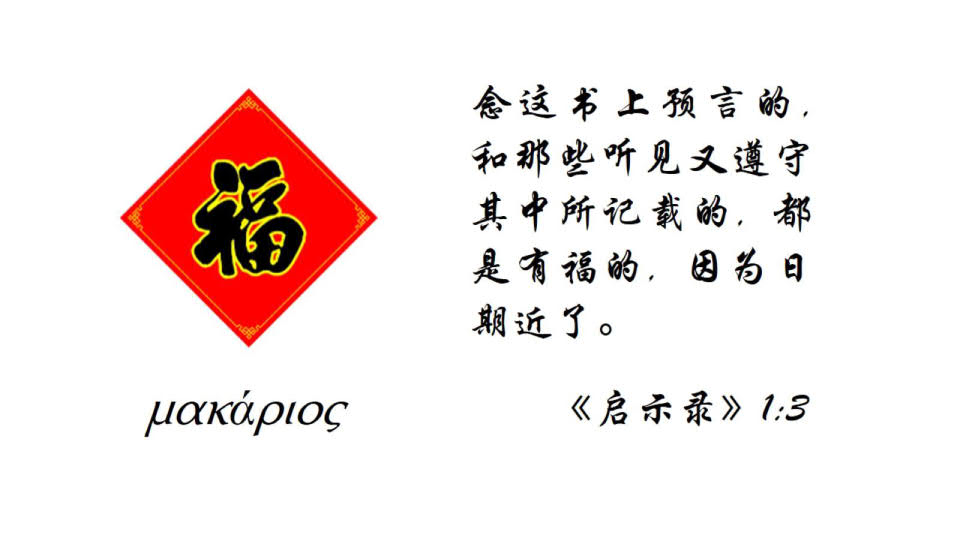 福
μακάριος
念这书上预言的,
和那些听见又遵守
其中所记载的, 都
是有福的, 因为日
期近了。
《启示录》1:3